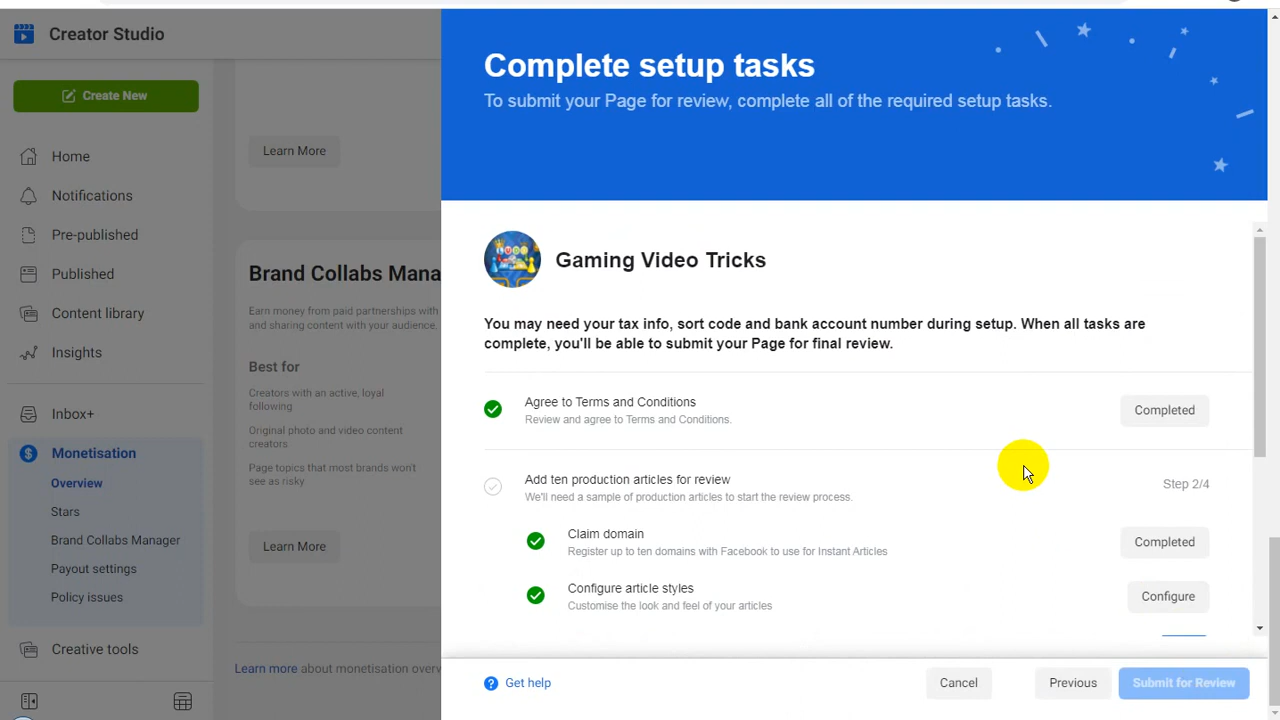 Creator Studio
Create New
Home
Notifications
Pre-published
Published
Content library
Insights
Inbox+
Monetisation
Overview
Stars
Brand Collabs Manager
Payout settings
Policy issues
Creative tools
Learn More
Brand Collabs Mana
Earn money from paid partnerships with
and sharing content with your audience.
Best for
Creators with an active, loyal
following
Original photo and video content
creators
Page topics that most brands won't
see as risky
Learn More
Learn more about monetisation overv
Complete setup tasks
To submit your Page for review, complete all of the required setup tasks.
Gaming Video Tricks
You may need your tax info, sort code and bank account number during setup. When all tasks are
complete, you'll be able to submit your Page for final review.
Agree to Terms and Conditions
Review and agree to Terms and Conditions.
Completed
Add ten production articles for review
We'll need a sample of production articles to start the review process.
Step 2/4
Claim domain
Register up to ten domains with Facebook to use for Instant Articles
Completed
Configure article styles
Customise the look and feel of your articles
Configure
Get help
Cancel
Previous
Submit for Review